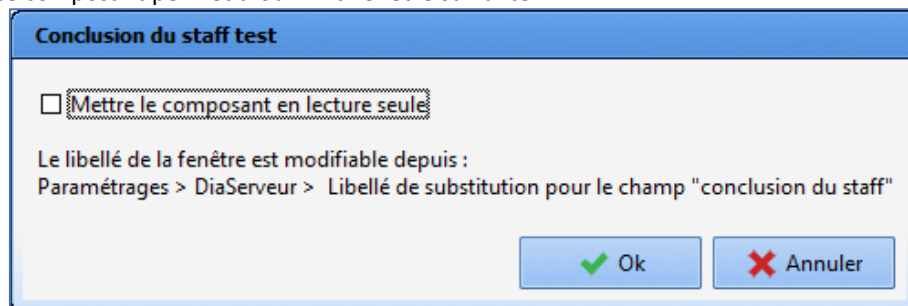 Conclusion du staff test
Mettre le composant en lecture seule
Le libellé de la fenêtre est modifiable depuis :
Paramétrages > DiaServeur > Libellé de substitution pour le champ "conclusion du staff"
Ok
Annuler